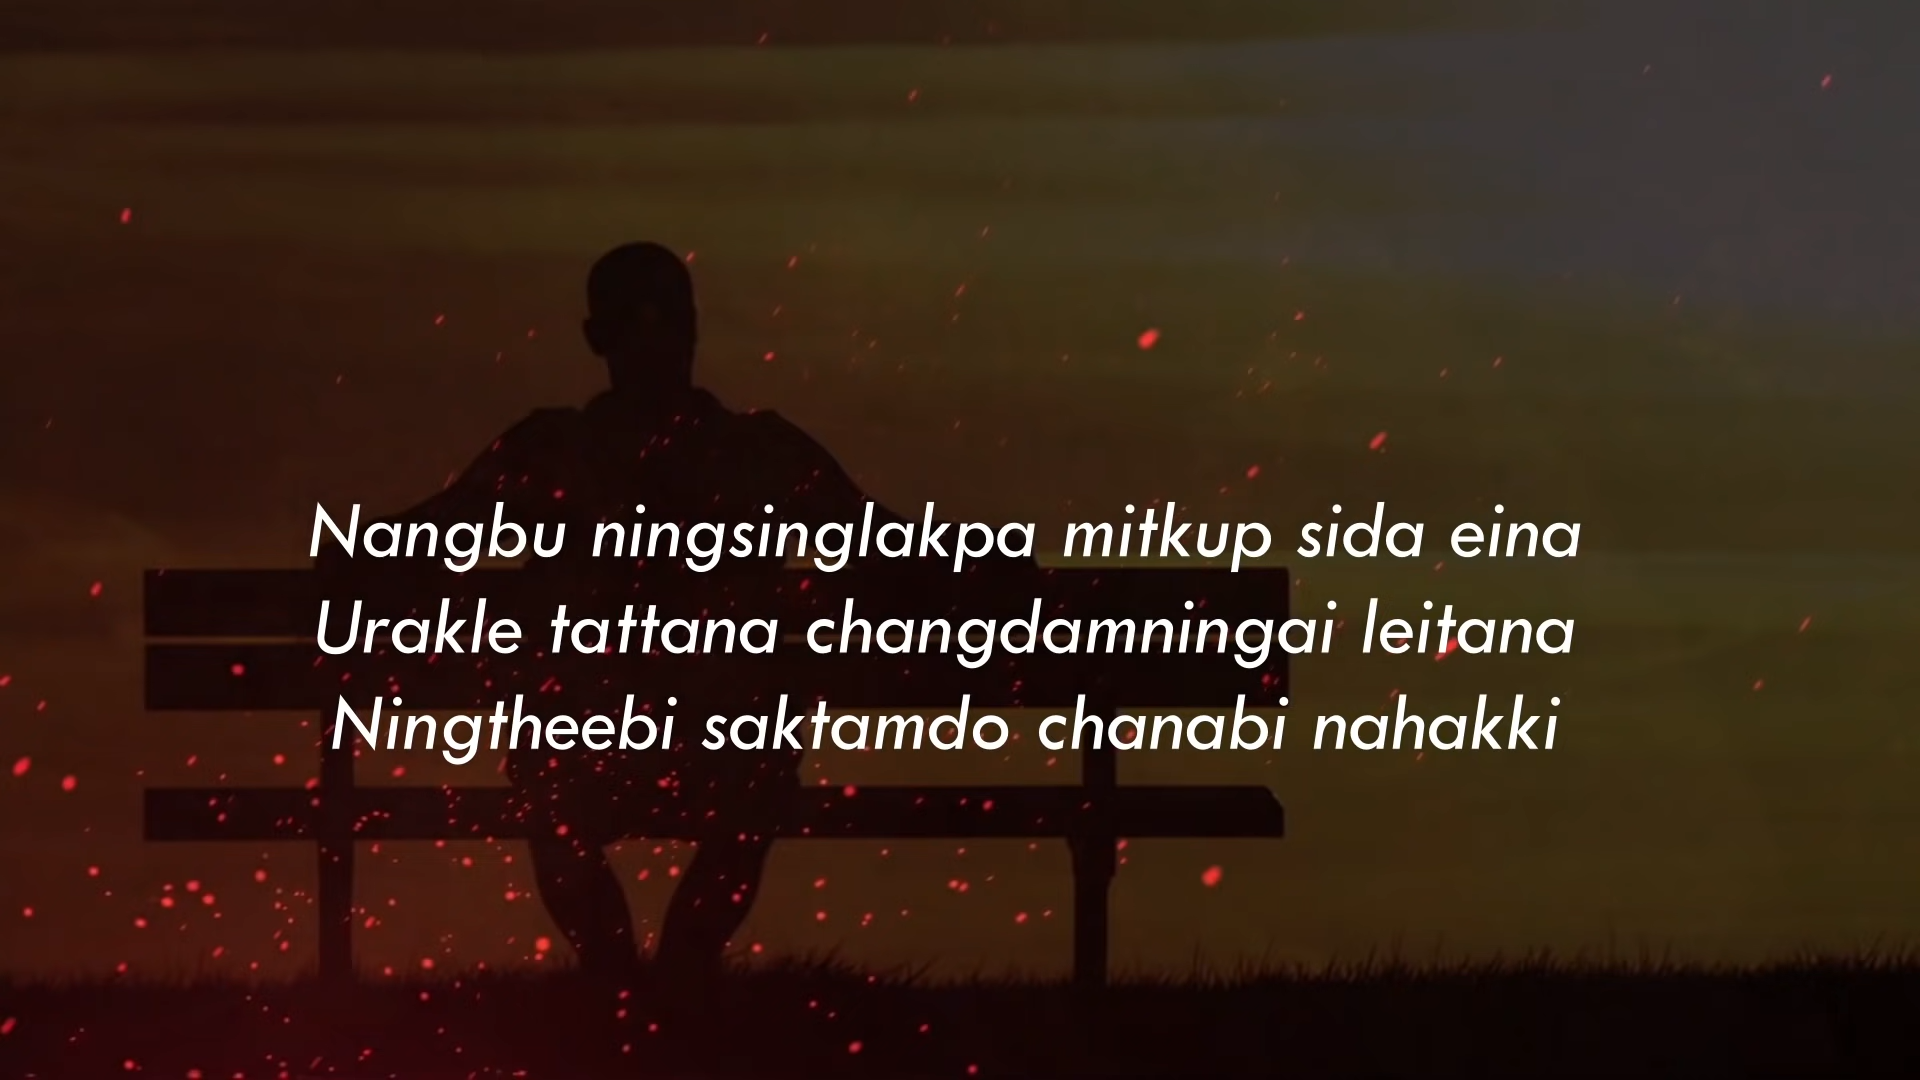 Nangbu ningsinglakpa mitkup sida eina
Urakle tattana changdamningai leitana
Ningtheebi saktamdo chanabi nahakki